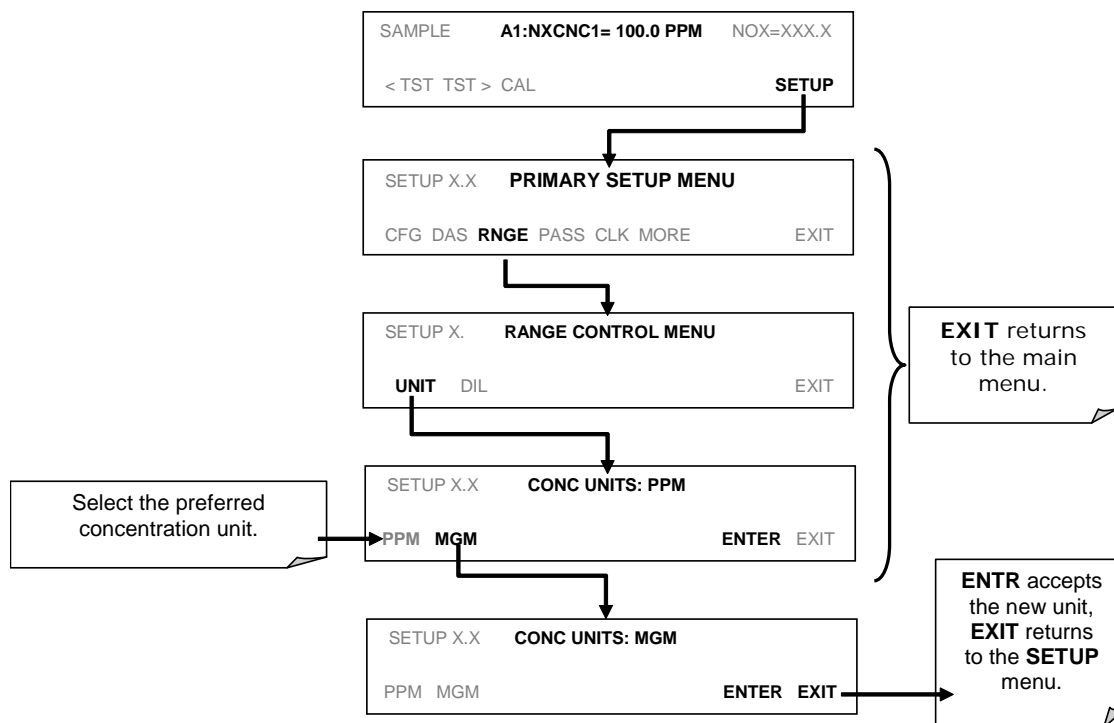 SAMPLE A1:NXCNC1= 100.0 PPM NOX=XXX.X
< TST TST > CAL SETUP
SETUP X.X PRIMARY SETUP MENU
CFG DAS RNGE PASS CLK MORE EXIT
SETUP X. RANGE CONTROL MENU
UNIT DIL EXIT
EXIT returns
to the main
menu.
SETUP X.X CONC UNITS: PPM
PPM MGM ENTER EXIT
Select the preferred
concentration unit.
SETUP X.X CONC UNITS: MGM
PPM MGM ENTER EXIT
ENTR accepts
the new unit,
EXIT returns
to the SETUP
menu.